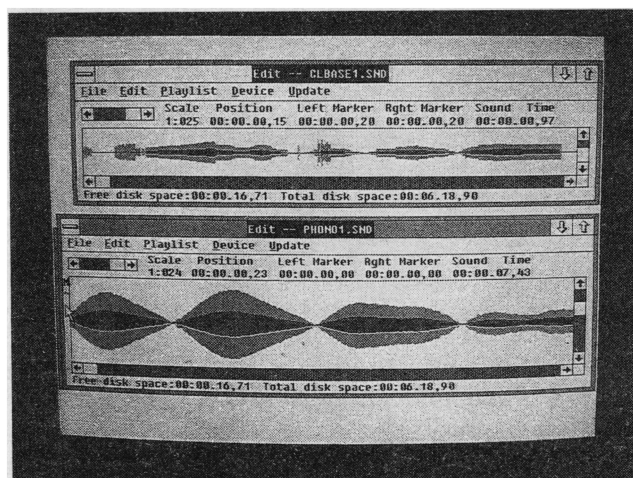 Edit -- CLBASE1.SND
File Edit Playlist Device Update
Scale Position Left Marker Rght Marker Sound Time
1:025 00:00.00,15 00:00.00,20 00:00.00,20 00:00.00,97
Free disk space:00:00.16,71 Total disk space:00:06.18,90
Edit -- PHONO1.SND
File Edit Playlist Device Update
Scale Position Left Marker Rght Marker Sound Time
1:024 00:00.00,23 00:00.00,00 00:00.00,00 00:00.07,43
Free disk space:00:00.16,71 Total disk space:00:06.18,90